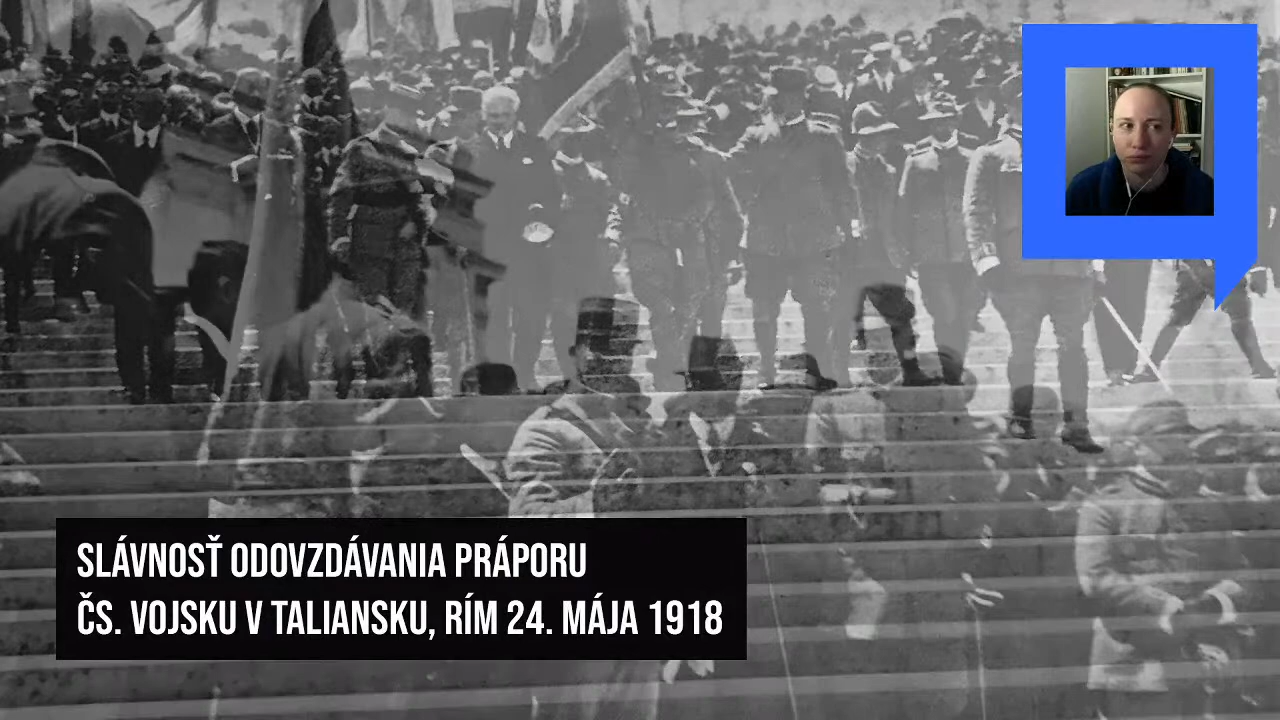 SLÁVNOSŤ ODOVZDÁVANIA PRÁPORU
ČS. VOJSKU V TALIANSKU, RÍM 24. MÁJA 1918